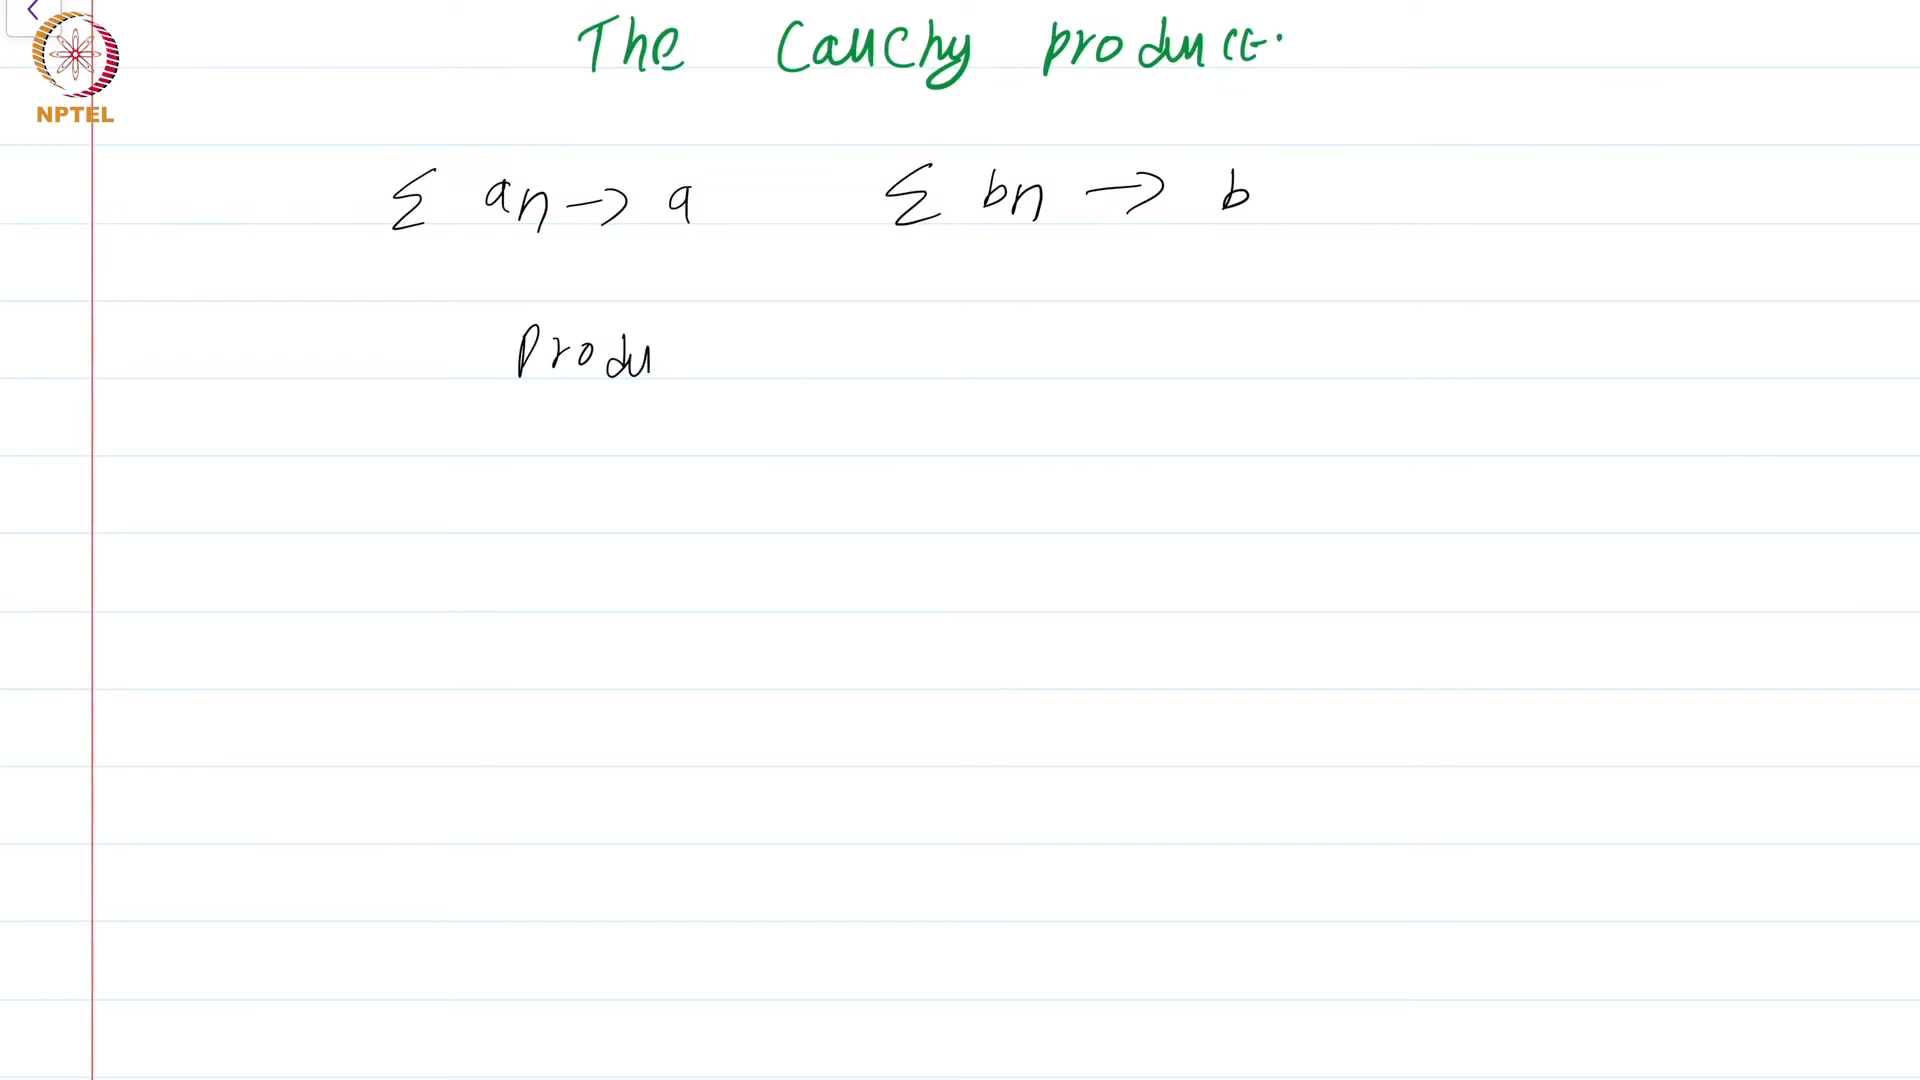 The Cauchy product.
NPTEL
Σ an → a Σ bn → b
Produ